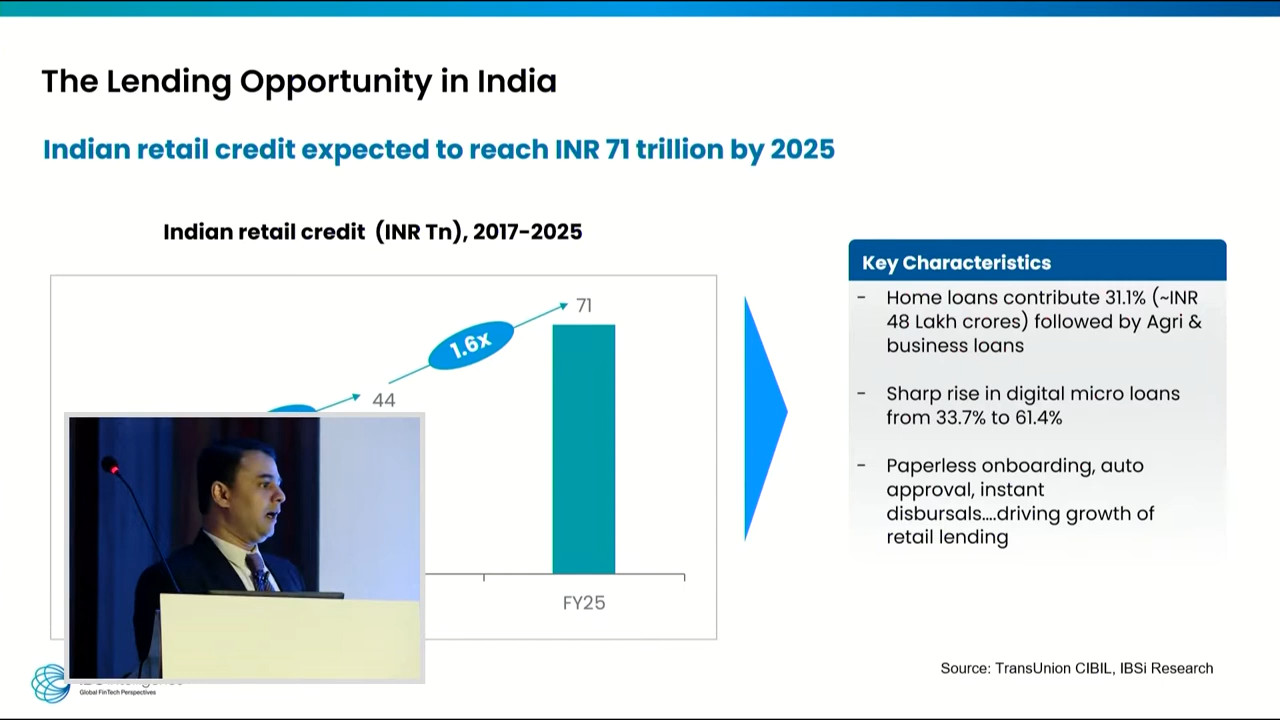 The Lending Opportunity in India
Indian retail credit expected to reach INR 71 trillion by 2025
Indian retail credit (INR Tn), 2017-2025
71
1.6x
44
FY25
Key Characteristics
- Home loans contribute 31.1% (~INR
48 Lakh crores) followed by Agri &
business loans
- Sharp rise in digital micro loans
from 33.7% to 61.4%
- Paperless onboarding, auto
approval, instant
disbursals....driving growth of
retail lending
Global FinTech Perspectives
Source: TransUnion CIBIL, IBSi Research